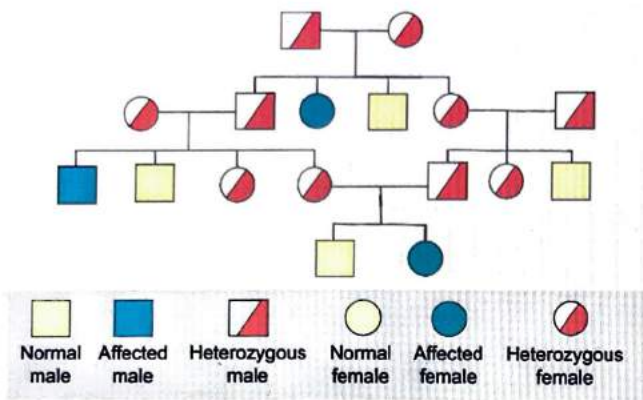 Normal male
Affected male
Heterozygous male
Normal female
Affected female
Heterozygous female